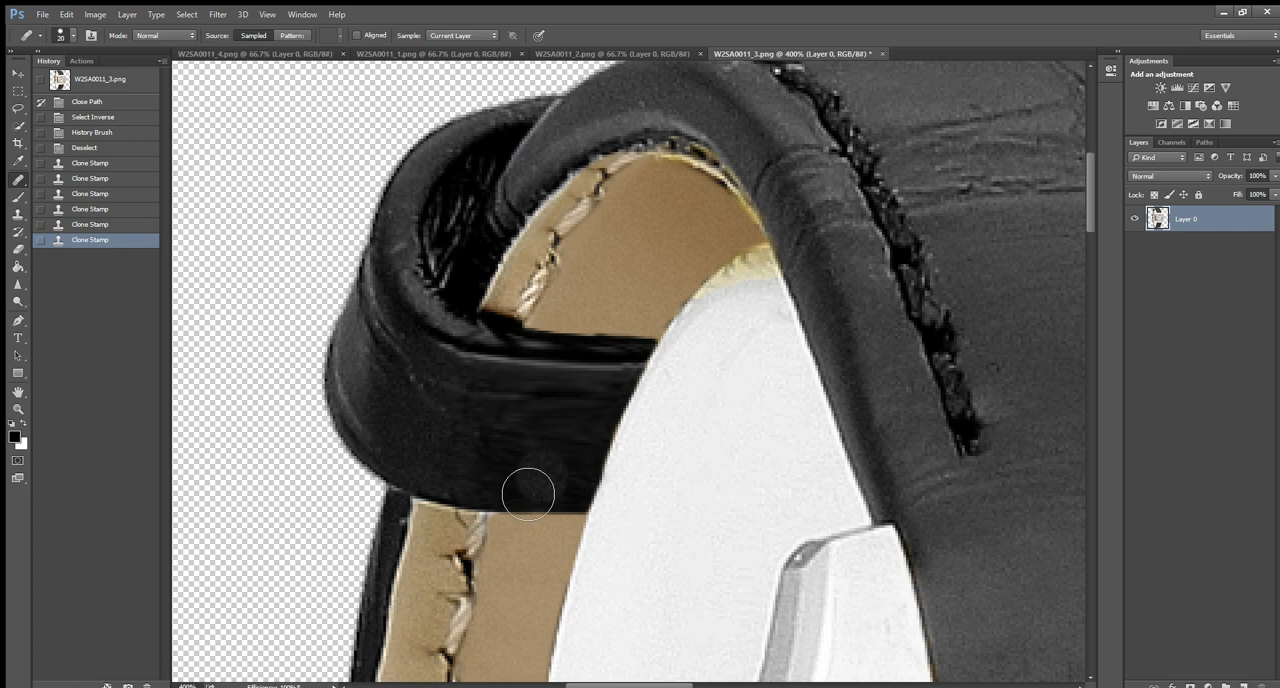 Ps File Edit Image Layer Type Select Filter 3D View Window Help
20 Mode: Normal Source: Sampled Pattern: Aligned Sample: Current Layer Essentials
W2SA0011_4.png @ 66.7% (Layer 0, RGB/8#) × W2SA0011_1.png @ 66.7% (Layer 0, RGB/8#) × W2SA0011_2.png @ 66.7% (Layer 0, RGB/8#) × W2SA0011_3.png @ 400% (Layer 0, RGB/8#) * ×
History Actions
W2SA0011_3.png
Close Path
Select Inverse
History Brush
Deselect
Clone Stamp
Clone Stamp
Clone Stamp
Clone Stamp
Clone Stamp
Clone Stamp
Adjustments
Add an adjustment
Layers Channels Paths
Kind
Normal Opacity: 100%
Lock: Fill: 100%
Layer 0
400% Efficiency: 100%*